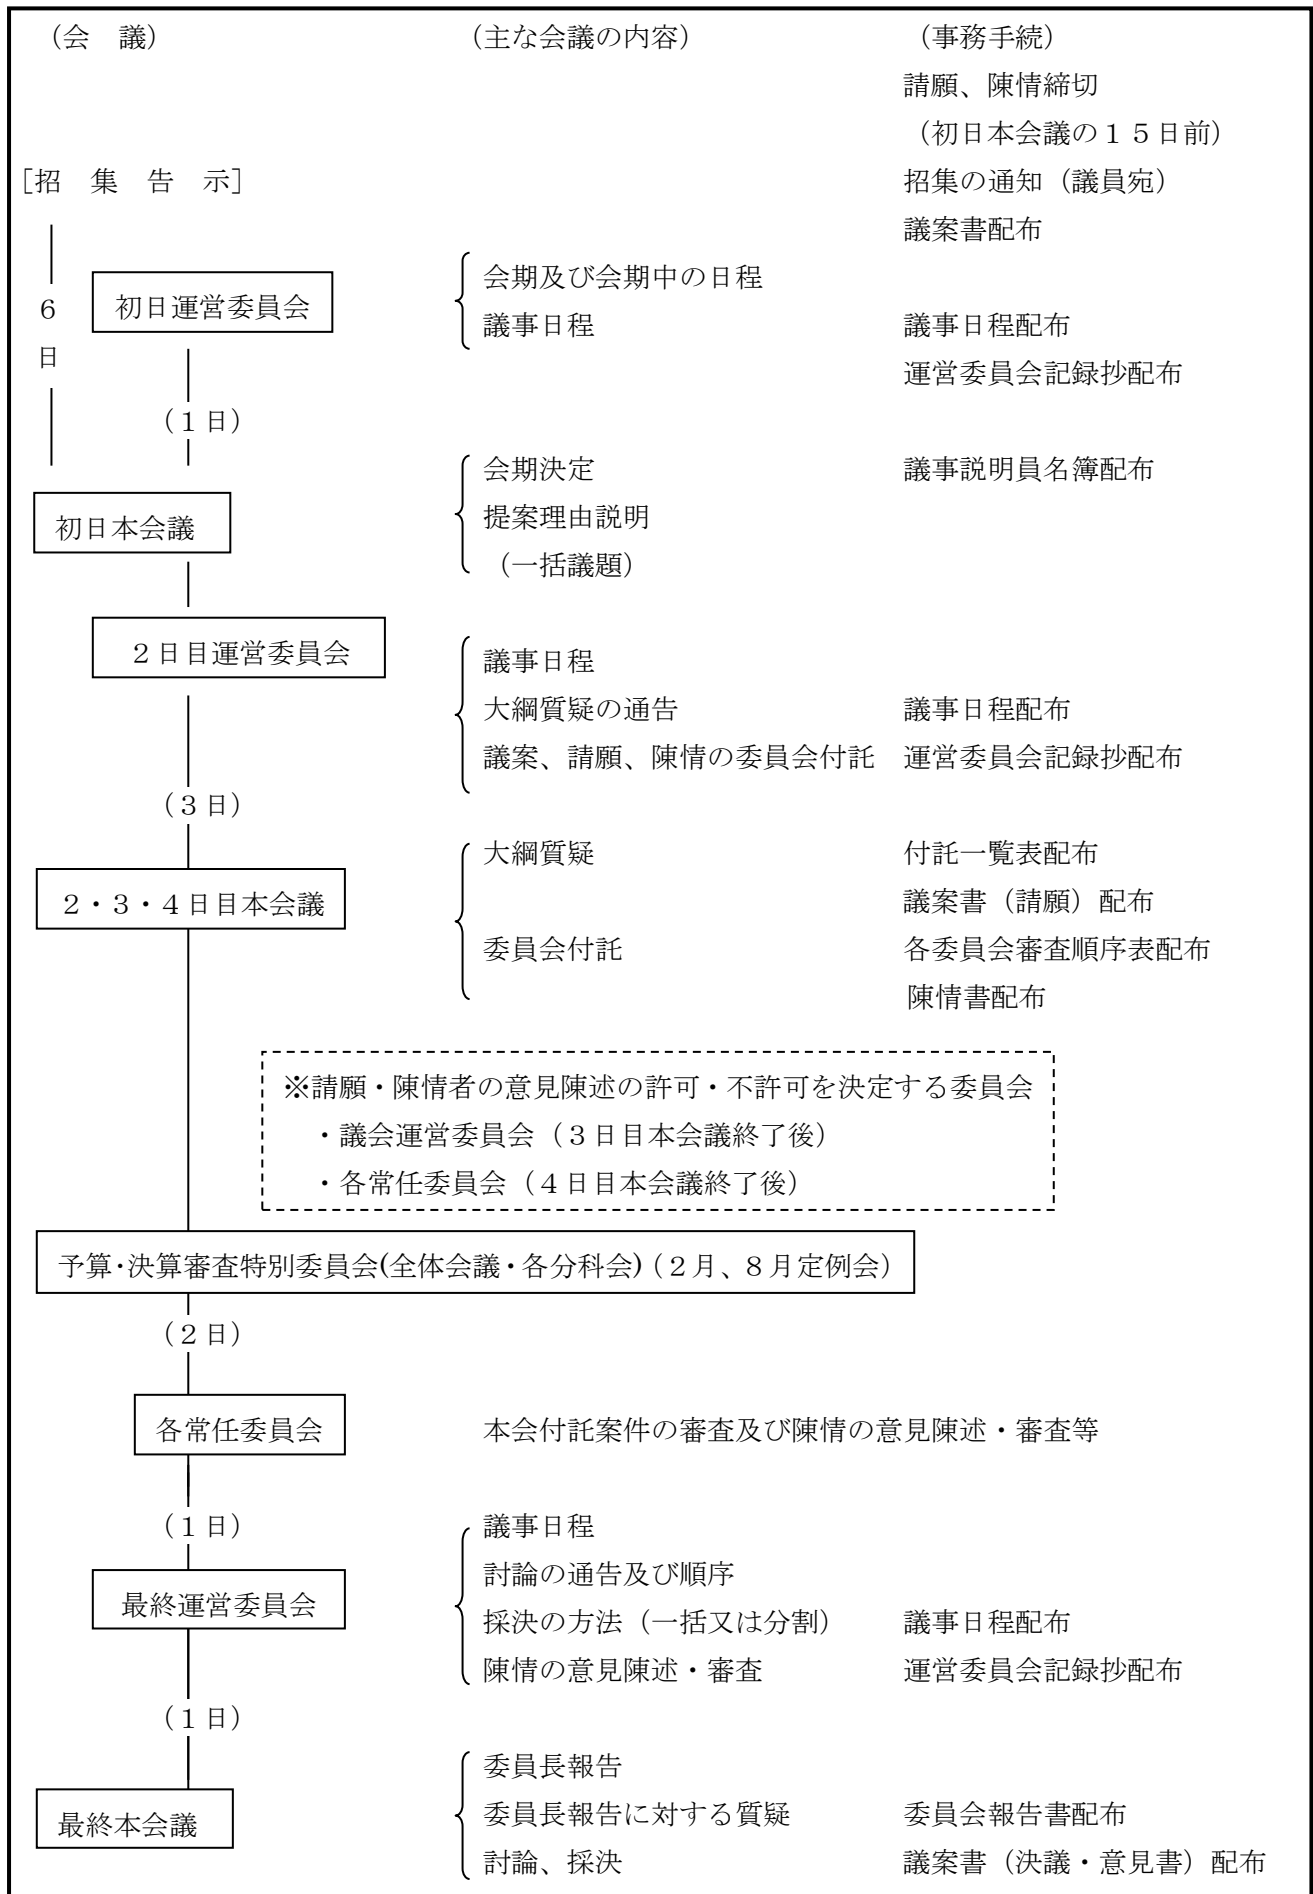 （会　議）　（主な会議の内容）　（事務手続）
請願、陳情締切
（初日本会議の１５日前）
［招　集　告　示］　招集の通知（議員宛）
議案書配布
会期及び会期中の日程
６　初日運営委員会
議事日程　議事日程配布
日
運営委員会記録抄配布
（１日）
会期決定　議事説明員名簿配布
初日本会議　提案理由説明
（一括議題）
２日目運営委員会　議事日程
大綱質疑の通告　議事日程配布
議案、請願、陳情の委員会付託　運営委員会記録抄配布
（３日）
大綱質疑　付託一覧表配布
２・３・４日目本会議　議案書（請願）配布
委員会付託　各委員会審査順序表配布
陳情書配布
※請願・陳情者の意見陳述の許可・不許可を決定する委員会
・議会運営委員会（３日目本会議終了後）
・各常任委員会（４日目本会議終了後）
予算・決算審査特別委員会(全体会議・各分科会)（２月、８月定例会）
（２日）
各常任委員会　本会付託案件の審査及び陳情の意見陳述・審査等
（１日）　議事日程
討論の通告及び順序
最終運営委員会　採決の方法（一括又は分割）　議事日程配布
陳情の意見陳述・審査　運営委員会記録抄配布
（１日）
委員長報告
最終本会議　委員長報告に対する質疑　委員会報告書配布
討論、採決　議案書（決議・意見書）配布